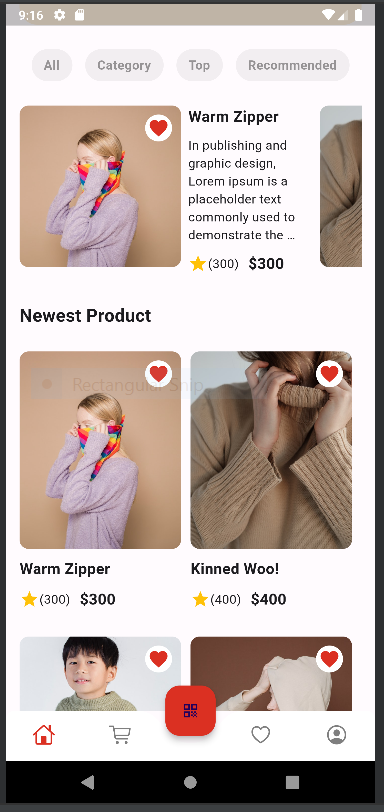 9:16
All
Category
Top
Recommended
Warm Zipper
In publishing and
graphic design,
Lorem ipsum is a
placeholder text
commonly used to
demonstrate the …
(300) $300
Newest Product
Rectangular Snip
Warm Zipper
(300) $300
Kinned Woo!
(400) $400